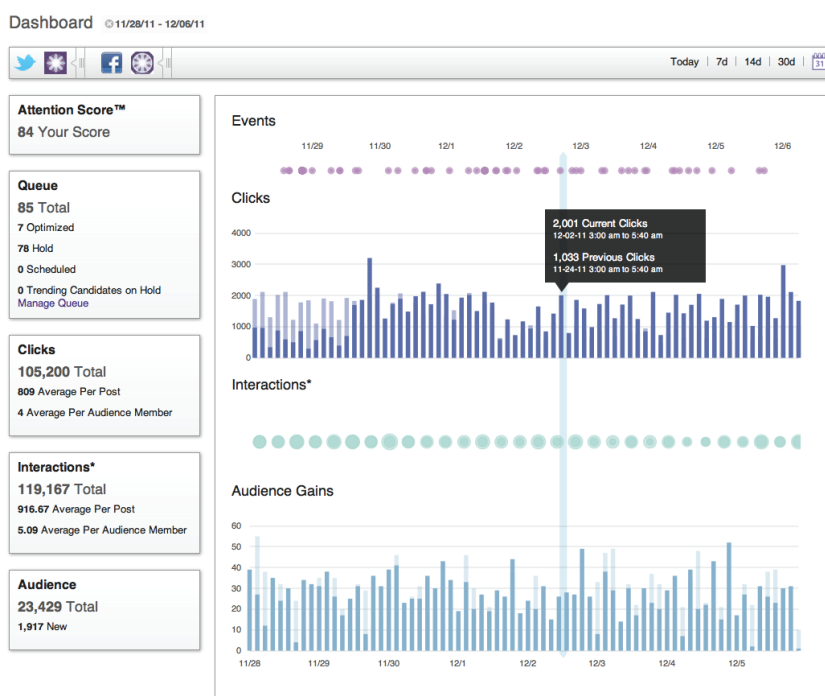 Dashboard 11/28/11 - 12/06/11
Today 7d 14d 30d 31
Attention Score™
84 Your Score
Queue
85 Total
7 Optimized
78 Hold
0 Scheduled
0 Trending Candidates on Hold
Manage Queue
Clicks
105,200 Total
809 Average Per Post
4 Average Per Audience Member
Interactions*
119,167 Total
916.67 Average Per Post
5.09 Average Per Audience Member
Audience
23,429 Total
1,917 New
Events
11/29 11/30 12/1 12/2 12/3 12/4 12/5 12/6
Clicks
2,001 Current Clicks
12-02-11 3:00 am to 5:40 am
1,033 Previous Clicks
11-24-11 3:00 am to 5:40 am
4000
3000
2000
1000
0
Interactions*
Audience Gains
60
50
40
30
20
10
0
11/28 11/29 11/30 12/1 12/2 12/3 12/4 12/5